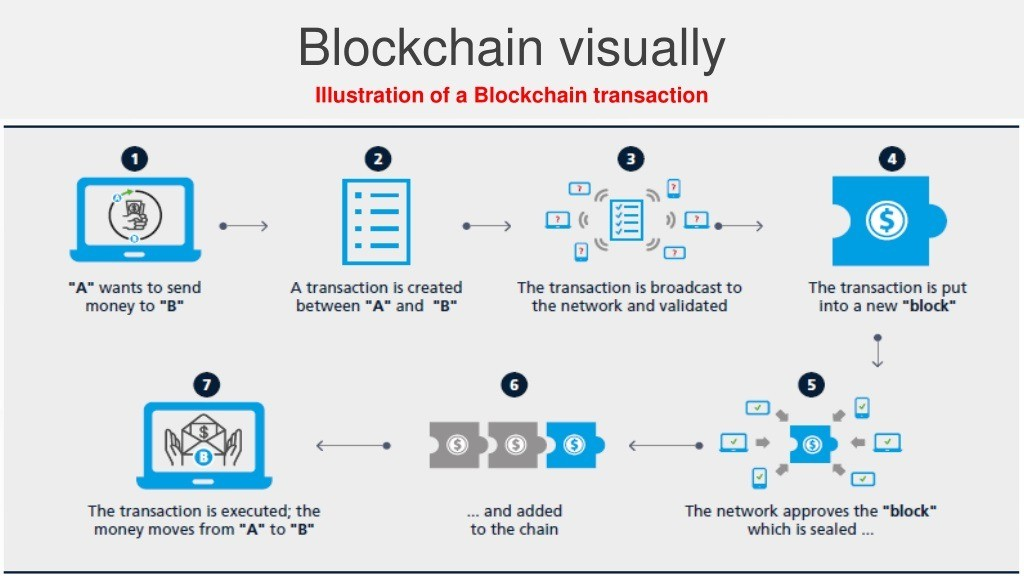 Blockchain visually
Illustration of a Blockchain transaction
1
"A" wants to send
money to "B"
2
A transaction is created
between "A" and "B"
3
The transaction is broadcast to
the network and validated
4
The transaction is put
into a new "block"
5
The network approves the "block"
which is sealed ...
6
... and added
to the chain
7
The transaction is executed; the
money moves from "A" to "B"
A
B
$
?
?
?
?
?
?
$
$
$
$
$
$
B